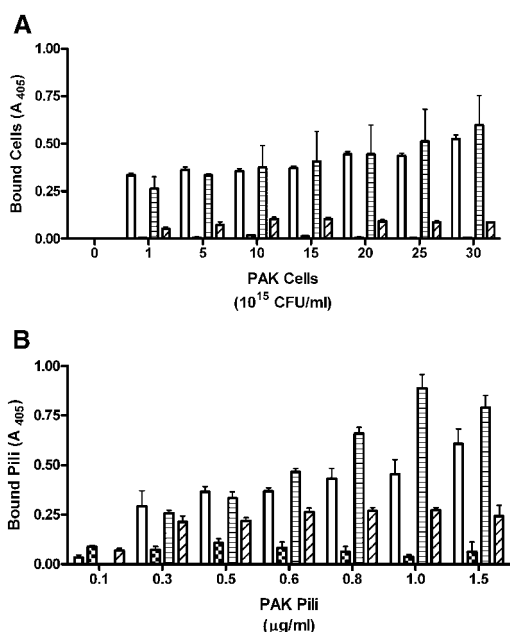 A
1.00
0.75
0.50
0.25
0.00
Bound Cells (A 405)
0 1 5 10 15 20 25 30
PAK Cells
(10^15 CFU/ml)
B
1.00
0.75
0.50
0.25
0.00
Bound Pili (A 405)
0.1 0.3 0.5 0.6 0.8 1.0 1.5
PAK Pili
(μg/ml)